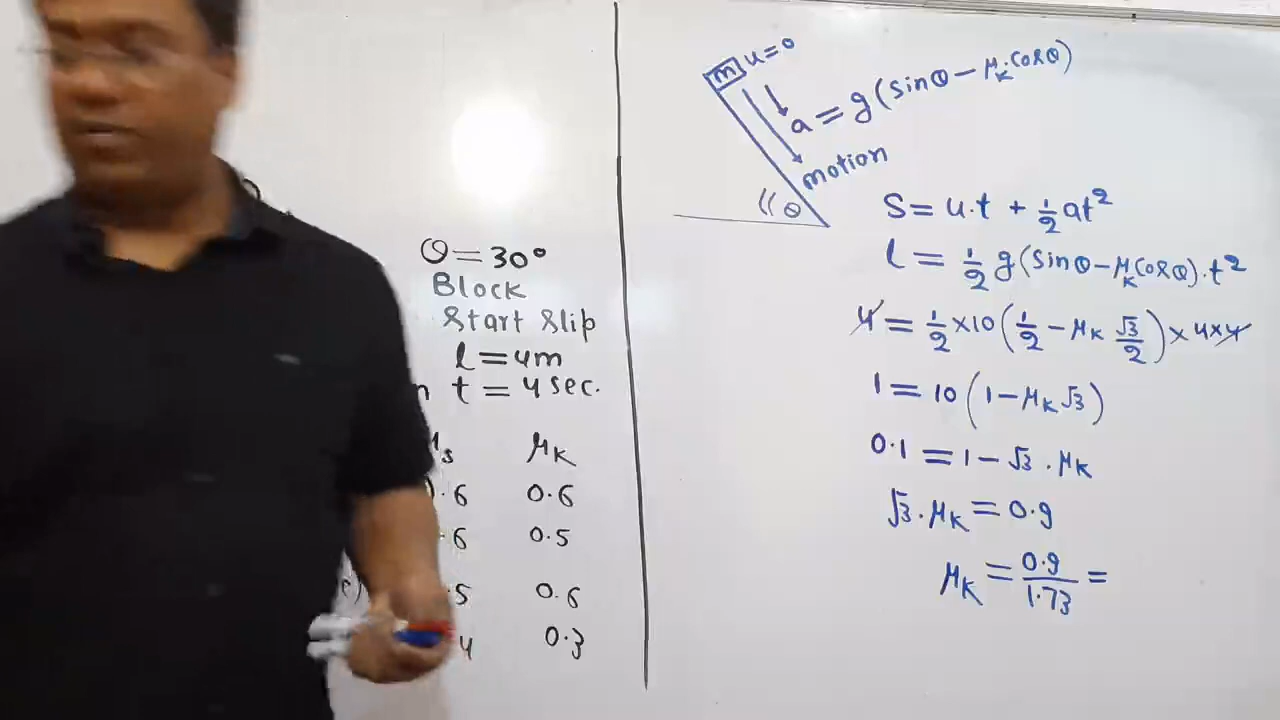 θ = 30°
Block
Start slip
l = 4m
t = 4 sec.
μs μK
.6 0.6
.6 0.5
c) .5 0.6
4 0.3
m u = 0
a = g(sinθ - μK cosθ)
motion
θ
S = u.t + 1/2 at²
l = 1/2 g(sinθ - μK cosθ).t²
4 = 1/2 × 10 (1/2 - μK √3/2) × 4 × 4
1 = 10 (1 - μK √3)
0.1 = 1 - √3 . μK
√3 . μK = 0.9
μK = 0.9/1.73 =